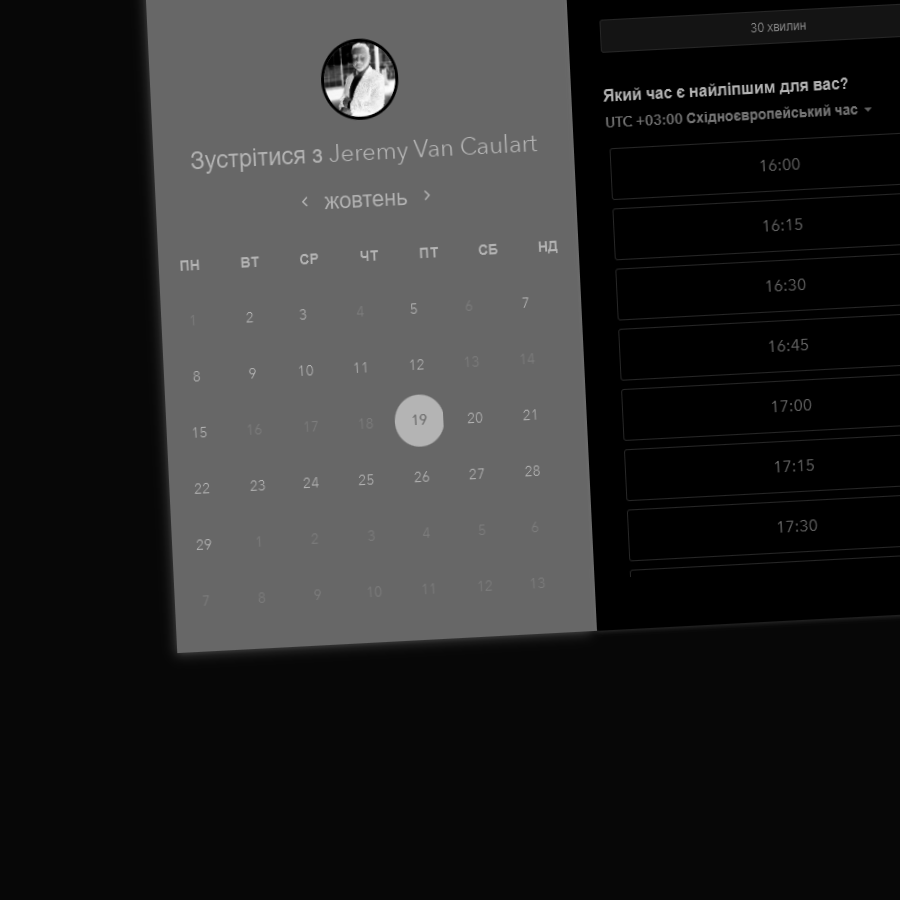 Зустрітися з Jeremy Van Caulart
‹ жовтень ›
ПН ВТ СР ЧТ ПТ СБ НД
1 2 3 4 5 6 7
8 9 10 11 12 13 14
15 16 17 18 19 20 21
22 23 24 25 26 27 28
29 1 2 3 4 5 6
7 8 9 10 11 12 13
30 хвилин
Який час є найліпшим для вас?
UTC +03:00 Східноєвропейський час
16:00
16:15
16:30
16:45
17:00
17:15
17:30